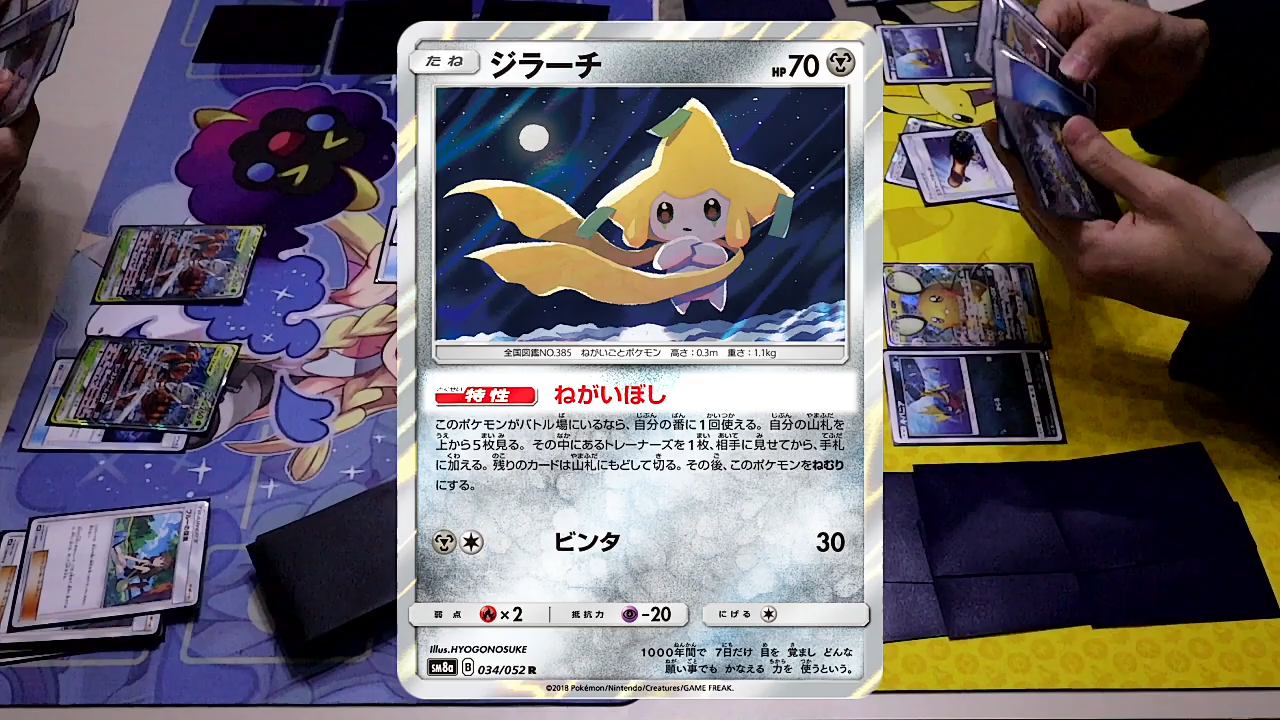 たね ジラーチ HP70
全国図鑑NO.385 ねがいごとポケモン 高さ:0.3m 重さ:1.1kg
特性 ねがいぼし
このポケモンがバトル場にいるなら、自分の番に1回使える。自分の山札を
上から5枚見る。その中にあるトレーナーズを1枚、相手に見せてから、手札
に加える。残りのカードは山札にもどして切る。その後、このポケモンをねむり
にする。
ビンタ 30
弱点 ×2 抵抗力 -20 にげる
Illus.HYOGONOSUKE
SM8a B 034/052 R
1000年間で 7日だけ 目を 覚まし どんな
願い事でも かなえる 力を 使うという。
©2018 Pokémon/Nintendo/Creatures/GAME FREAK.